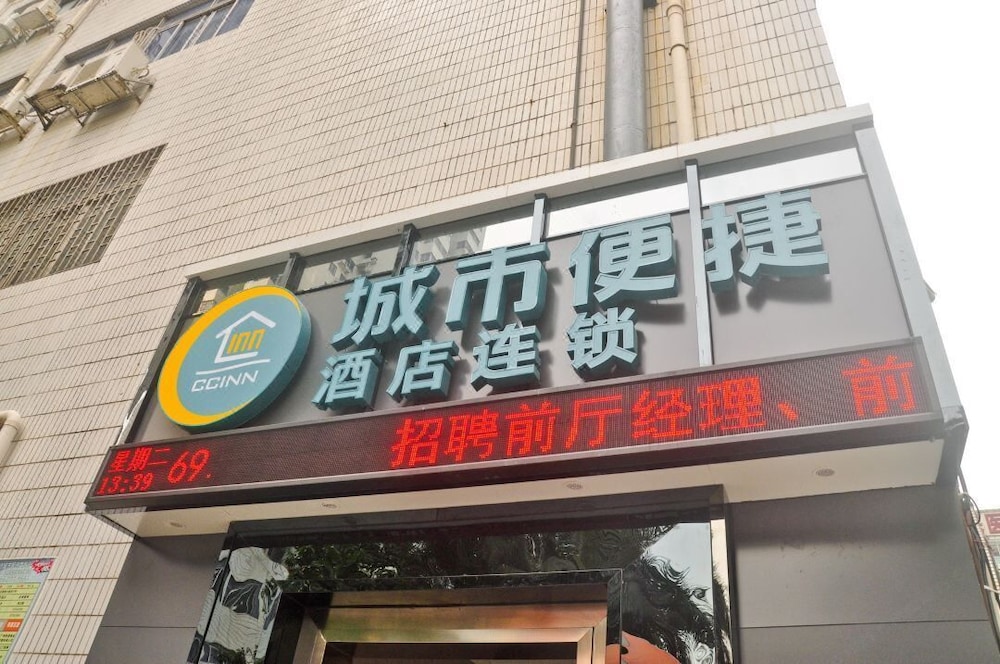 城市便捷
酒店连锁
inn
CCINN
星期二
13:39
69.
招聘前厅经理、前